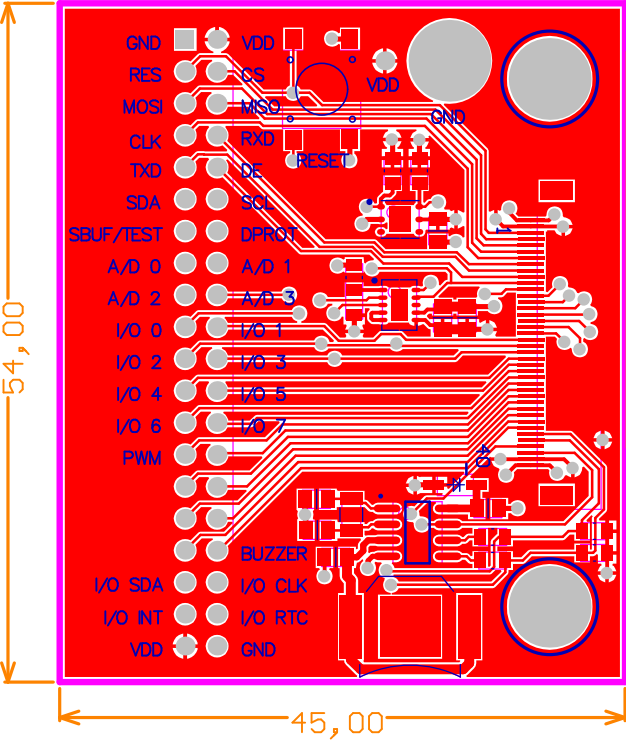 GND VDD
RES CS VDD
MOSI MISO GND
CLK RXD
RESET
TXD DE
SDA SCL
SBUF/TEST DPROT 1
A/D 0 A/D 1
A/D 2 A/D 3
I/O 0 I/O 1
54,00
I/O 2 I/O 3
I/O 4 I/O 5
I/O 6 I/O 7
PWM 40
BUZZER
I/O SDA I/O CLK
I/O INT I/O RTC
VDD GND
45,00